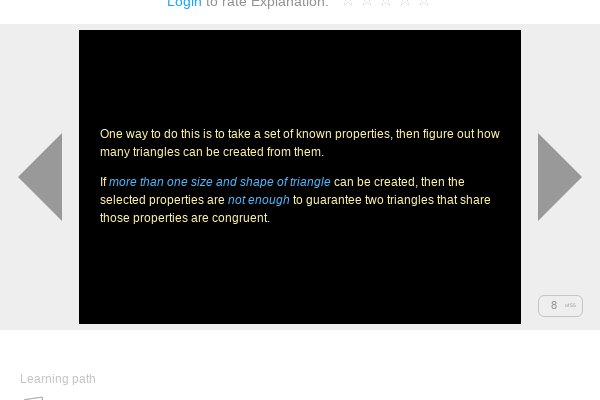 Login to rate Explanation:
One way to do this is to take a set of known properties, then figure out how
many triangles can be created from them.
If more than one size and shape of triangle can be created, then the
selected properties are not enough to guarantee two triangles that share
those properties are congruent.
8
Learning path